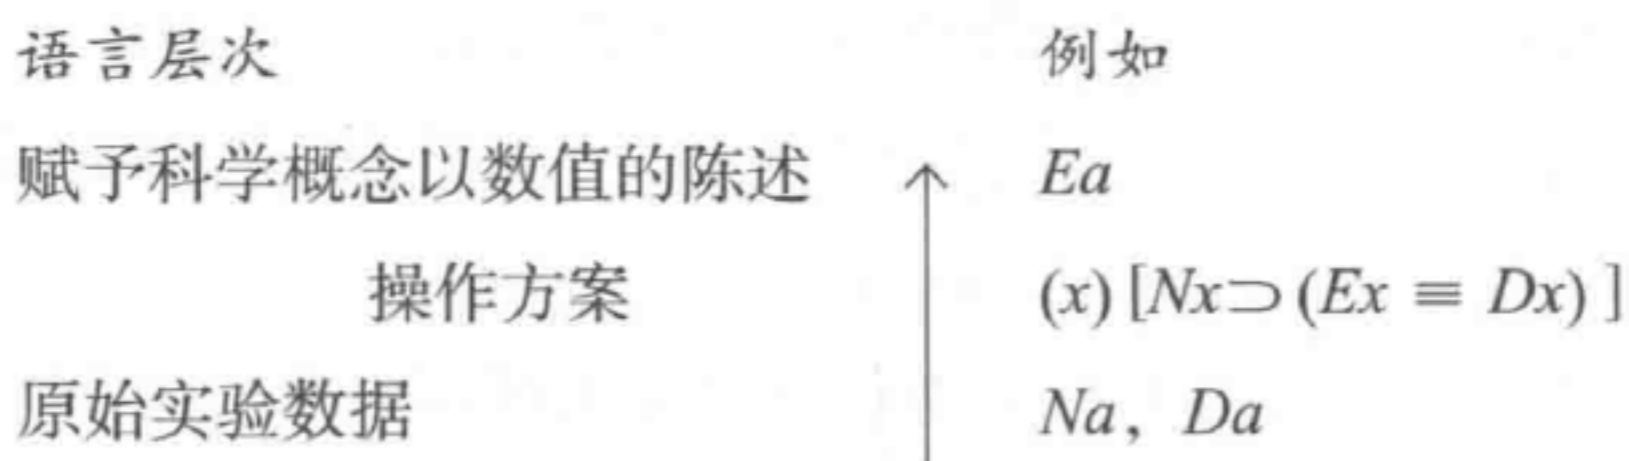 语言层次 例如
赋予科学概念以数值的陈述 Ea
操作方案 (x)[Nx⊃(Ex ≡ Dx)]
原始实验数据 Na, Da